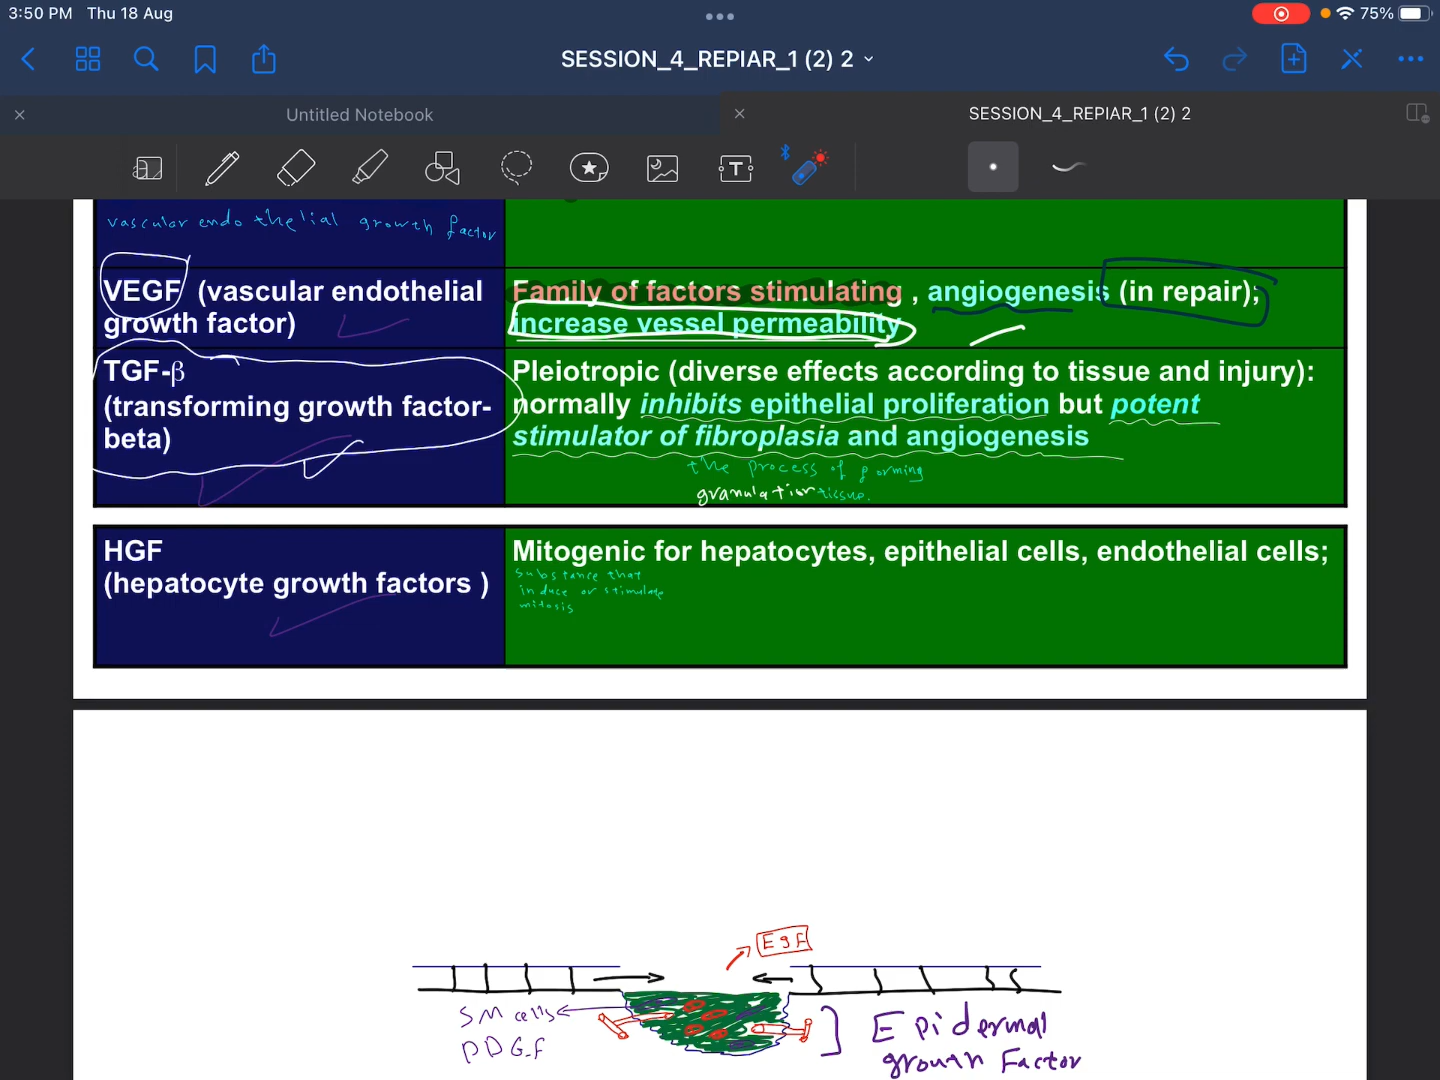 3:50 PM Thu 18 Aug
75%
SESSION_4_REPIAR_1 (2) 2
Untitled Notebook
SESSION_4_REPIAR_1 (2) 2
vascular endothelial growth factor
VEGF (vascular endothelial
growth factor)
Family of factors stimulating , angiogenesis (in repair);
increase vessel permeability
TGF-β
(transforming growth factor-
beta)
Pleiotropic (diverse effects according to tissue and injury):
normally inhibits epithelial proliferation but potent
stimulator of fibroplasia and angiogenesis
the process of forming
granulation tissue.
HGF
(hepatocyte growth factors )
Mitogenic for hepatocytes, epithelial cells, endothelial cells;
substance that
induce or stimulate
mitosis
EgF
SM cells
PDGF
Epidermal
growth Factor